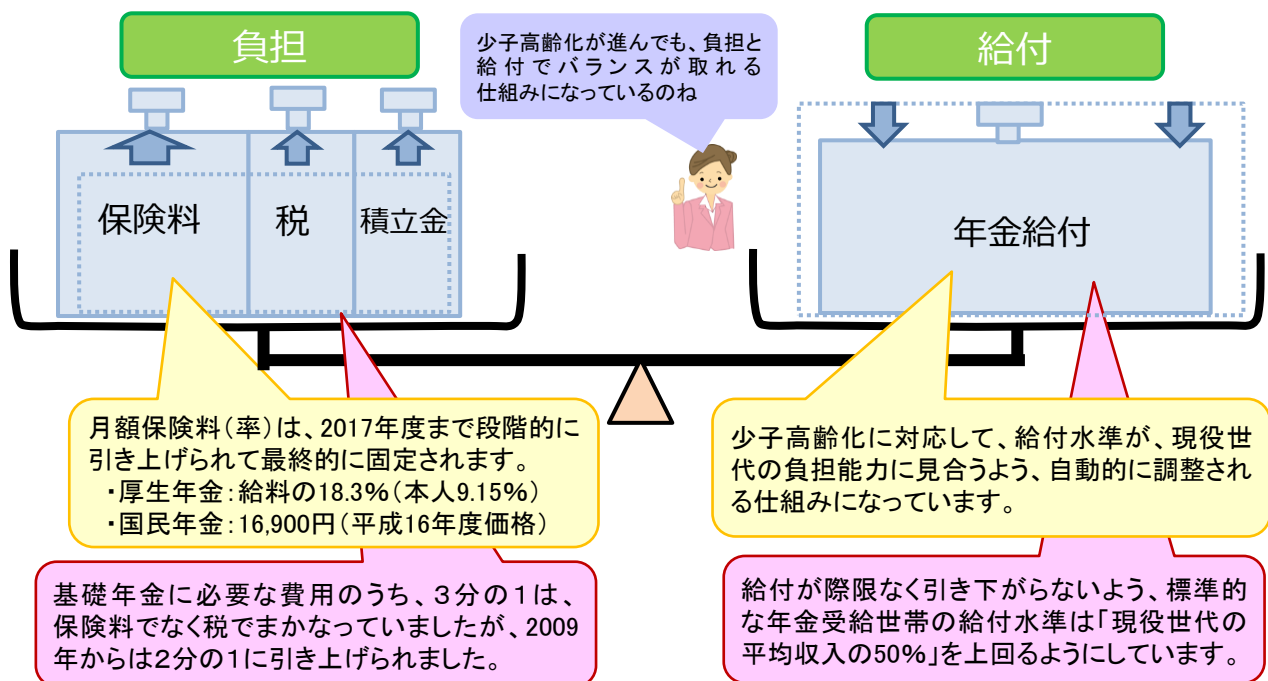 負担
少子高齢化が進んでも、負担と
給付でバランスが取れる
仕組みになっているのね
給付
保険料
税
積立金
年金給付
月額保険料（率）は、2017年度まで段階的に
引き上げられて最終的に固定されます。
・厚生年金：給料の18.3%（本人9.15%）
・国民年金：16,900円（平成16年度価格）
基礎年金に必要な費用のうち、３分の１は、
保険料でなく税でまかなっていましたが、2009
年からは２分の１に引き上げられました。
少子高齢化に対応して、給付水準が、現役世
代の負担能力に見合うよう、自動的に調整され
る仕組みになっています。
給付が際限なく引き下がらないよう、標準的
な年金受給世帯の給付水準は「現役世代の
平均収入の50%」を上回るようにしています。